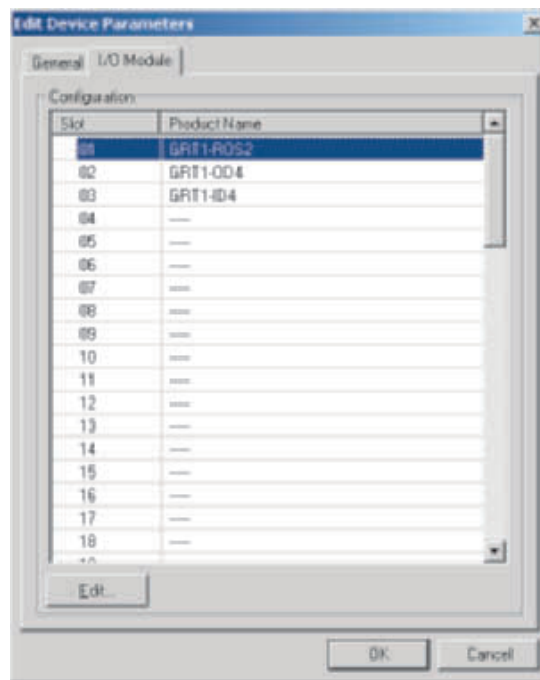 Edit Device Parameters
General I/O Module
Configuration
Slot Product Name
01 GRT1-ROS2
02 GRT1-OD4
03 GRT1-ID4
04 ----
05 ----
06 ----
07 ----
08 ----
09 ----
10 ----
11 ----
12 ----
13 ----
14 ----
15 ----
16 ----
17 ----
18 ----
Edit...
OK Cancel